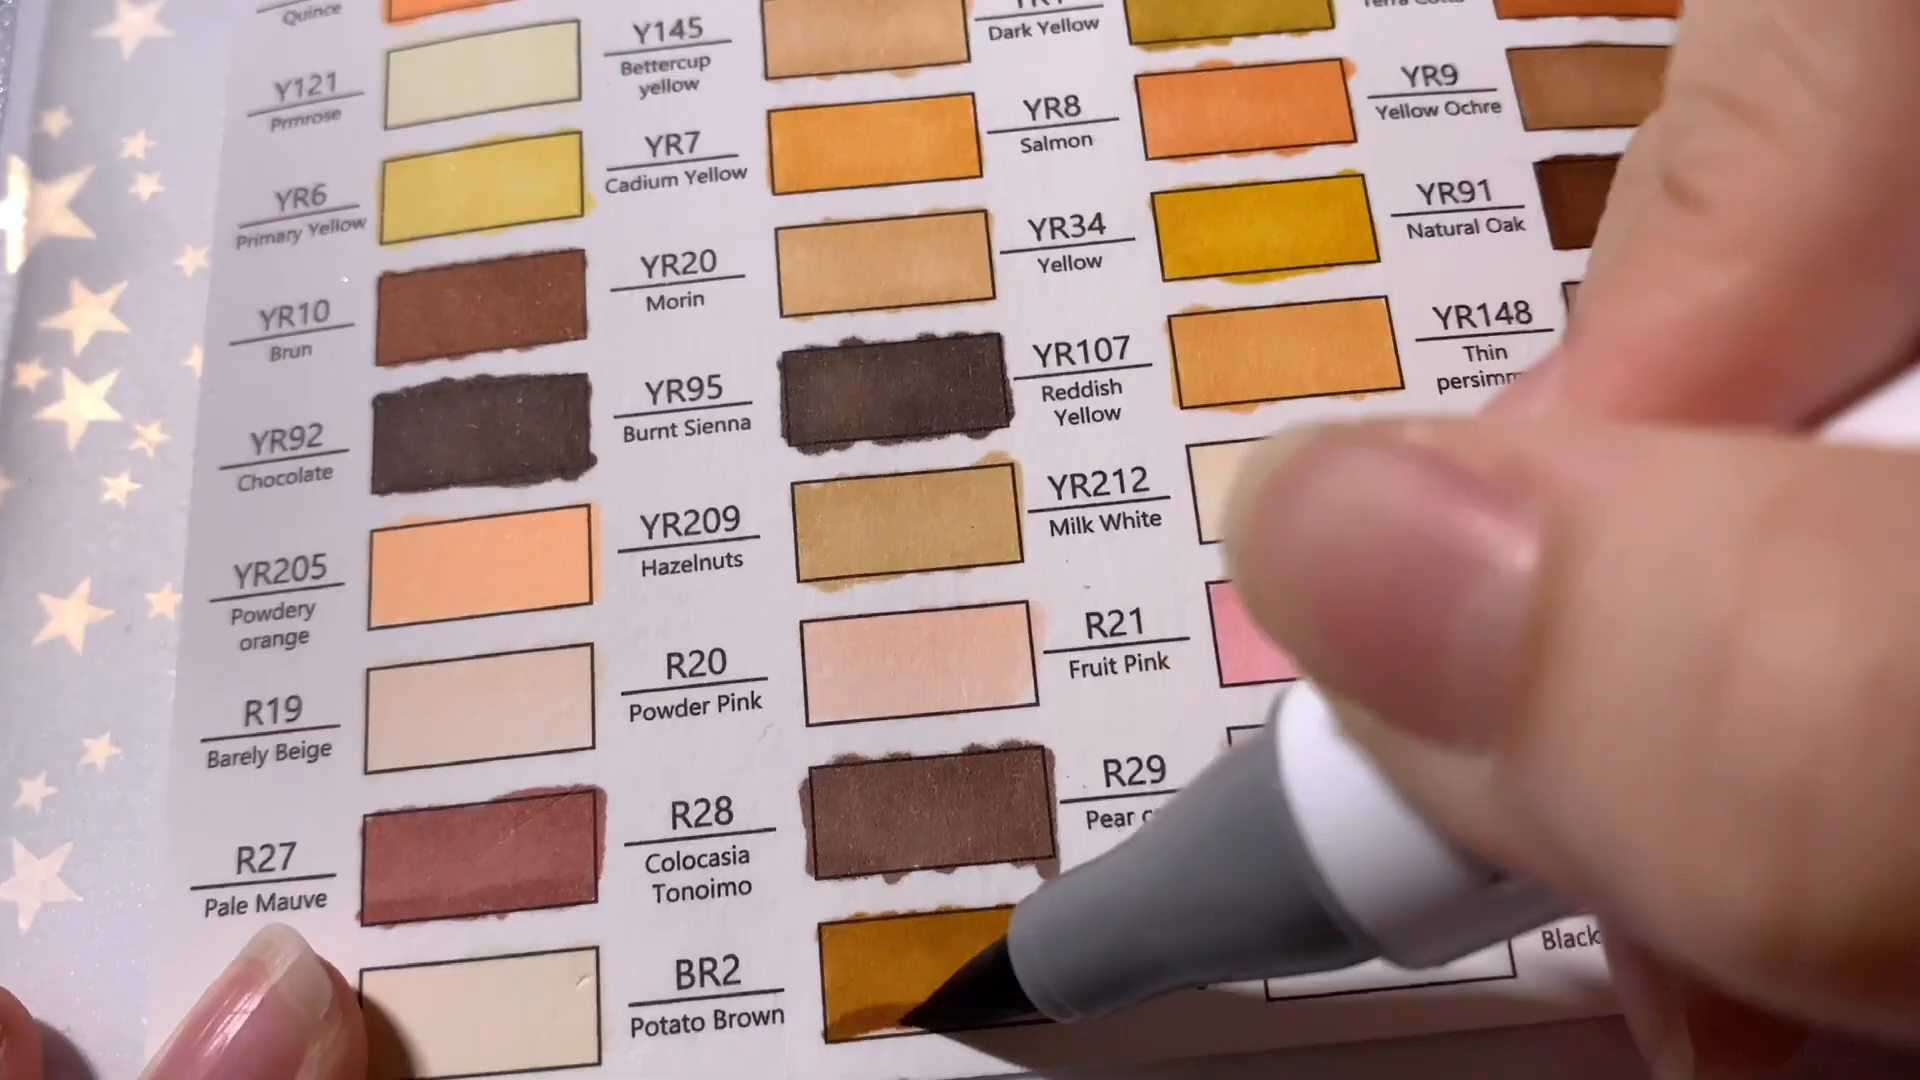 Quince
Y121
Prmrose
YR6
Primary Yellow
YR10
Brun
YR92
Chocolate
YR205
Powdery
orange
R19
Barely Beige
R27
Pale Mauve
Y145
Bettercup
yellow
YR7
Cadium Yellow
YR20
Morin
YR95
Burnt Sienna
YR209
Hazelnuts
R20
Powder Pink
R28
Colocasia
Tonoimo
BR2
Potato Brown
Dark Yellow
YR8
Salmon
YR34
Yellow
YR107
Reddish
Yellow
YR212
Milk White
R21
Fruit Pink
R29
Pear
YR9
Yellow Ochre
YR91
Natural Oak
YR148
Thin
Black